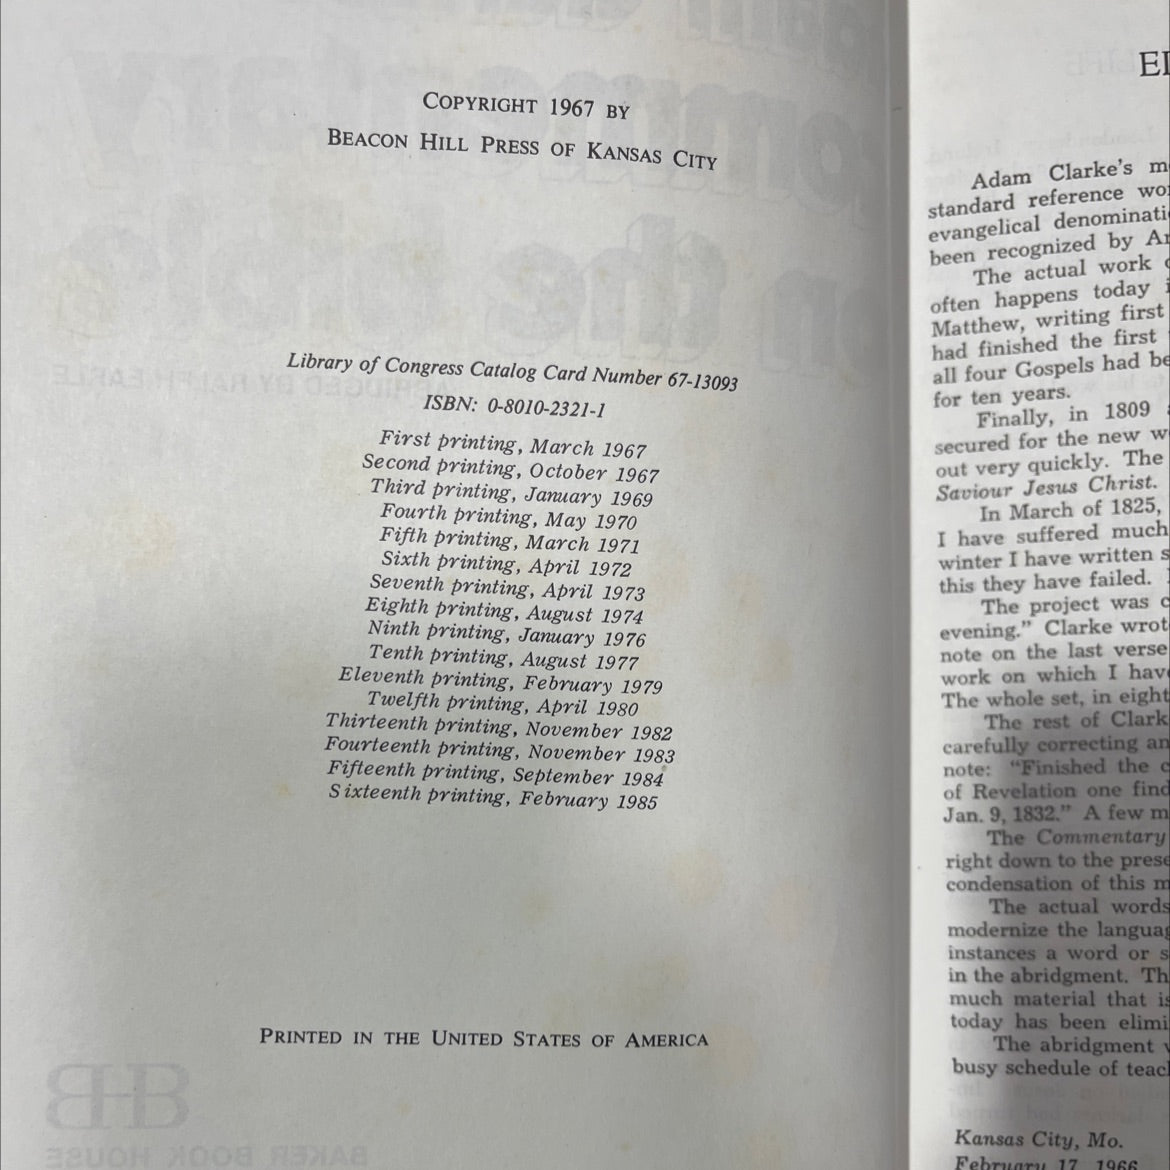 COPYRIGHT 1967 BY
BEACON HILL PRESS OF KANSAS CITY
Library of Congress Catalog Card Number 67-13093
ISBN: 0-8010-2321-1
First printing, March 1967
Second printing, October 1967
Third printing, January 1969
Fourth printing, May 1970
Fifth printing, March 1971
Sixth printing, April 1972
Seventh printing, April 1973
Eighth printing, August 1974
Ninth printing, January 1976
Tenth printing, August 1977
Eleventh printing, February 1979
Twelfth printing, April 1980
Thirteenth printing, November 1982
Fourteenth printing, November 1983
Fifteenth printing, September 1984
Sixteenth printing, February 1985
PRINTED IN THE UNITED STATES OF AMERICA
BAKER BOOK HOUSE
Adam Clarke's
standard reference
evangelical
been recognized by
The actual work
often happens today
Matthew, writing first
had finished the first
all four Gospels had
for ten years.
Finally, in 1809
secured for the new
out very quickly. The
Saviour Jesus Christ.
In March of 1825,
I have suffered much
winter I have written
this they have failed.
The project was
evening." Clarke
note on the last verse
work on which I
The whole set, in eight
The rest of
carefully correcting
note: "Finished the
of Revelation one
Jan. 9, 1832." A few
The Commentary
right down to the
condensation of this
The actual words
modernize the
instances a word or
in the abridgment.
much material that
today has been
The abridgment
busy schedule of
Kansas City, Mo.
February 17, 1966